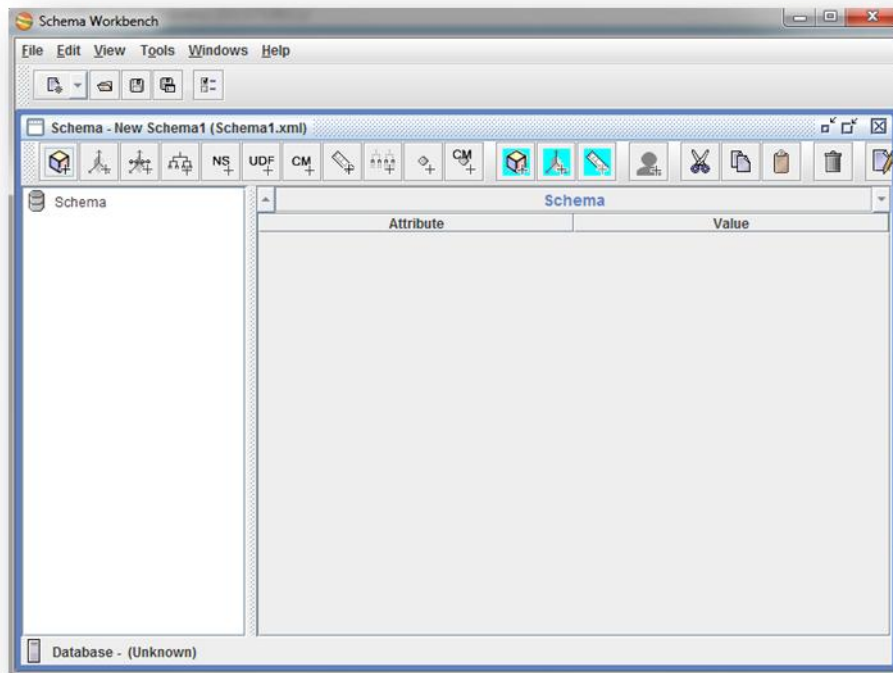 Schema Workbench
File Edit View Tools Windows Help
Schema - New Schema1 (Schema1.xml)
NS UDF CM CM
Schema
Schema
Attribute Value
Database - (Unknown)